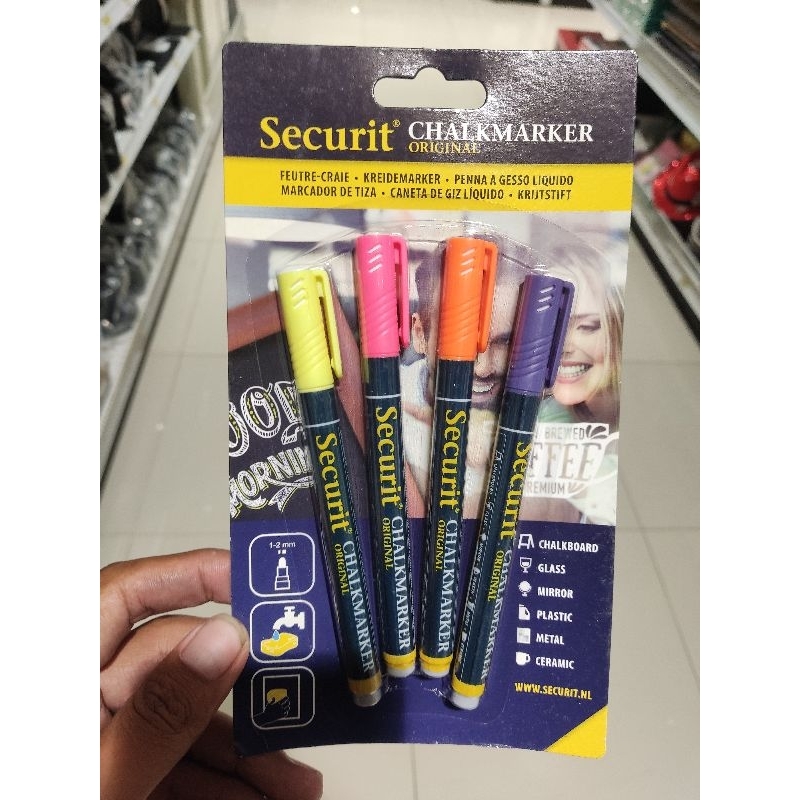 Securit® CHALKMARKER
ORIGINAL
FEUTRE-CRAIE • KREIDEMARKER • PENNA A GESSO LIQUIDO
MARCADOR DE TIZA • CANETA DE GIZ LÍQUIDO • KRIJTSTIFT
BREWED
PREMIUM
Securit CHALKMARKER
ORIGINAL
Securit CHALKMARKER
ORIGINAL
Securit CHALKMARKER
ORIGINAL
Securit CHALKMARKER
ORIGINAL
1-2 mm
CHALKBOARD
GLASS
MIRROR
PLASTIC
METAL
CERAMIC
WWW.SECURIT.NL